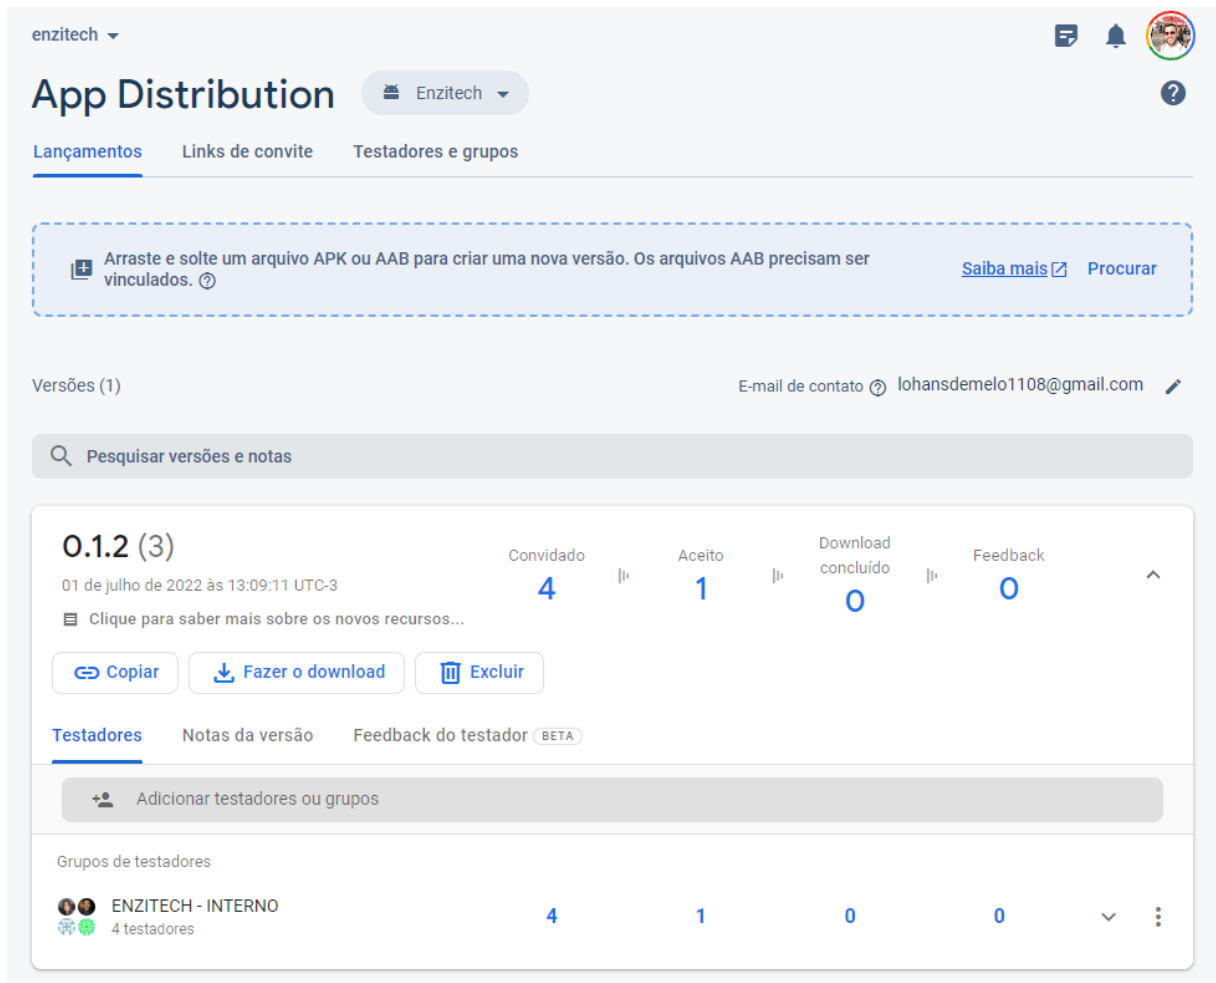 enzitech
App Distribution
Enzitech
Lançamentos
Links de convite
Testadores e grupos
Arraste e solte um arquivo APK ou AAB para criar uma nova versão. Os arquivos AAB precisam ser
vinculados.
Saiba mais
Procurar
Versões (1)
E-mail de contato
lohansdemelo1108@gmail.com
Pesquisar versões e notas
0.1.2 (3)
01 de julho de 2022 às 13:09:11 UTC-3
Clique para saber mais sobre os novos recursos...
Convidado
4
Aceito
1
Download
concluído
0
Feedback
0
Copiar
Fazer o download
Excluir
Testadores
Notas da versão
Feedback do testador BETA
Adicionar testadores ou grupos
Grupos de testadores
ENZITECH - INTERNO
4 testadores
4
1
0
0